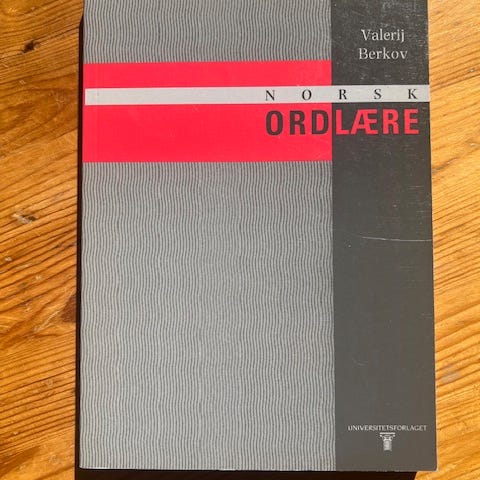 Valerij
Berkov
NORSK
ORDLÆRE
UNIVERSITETSFORLAGET